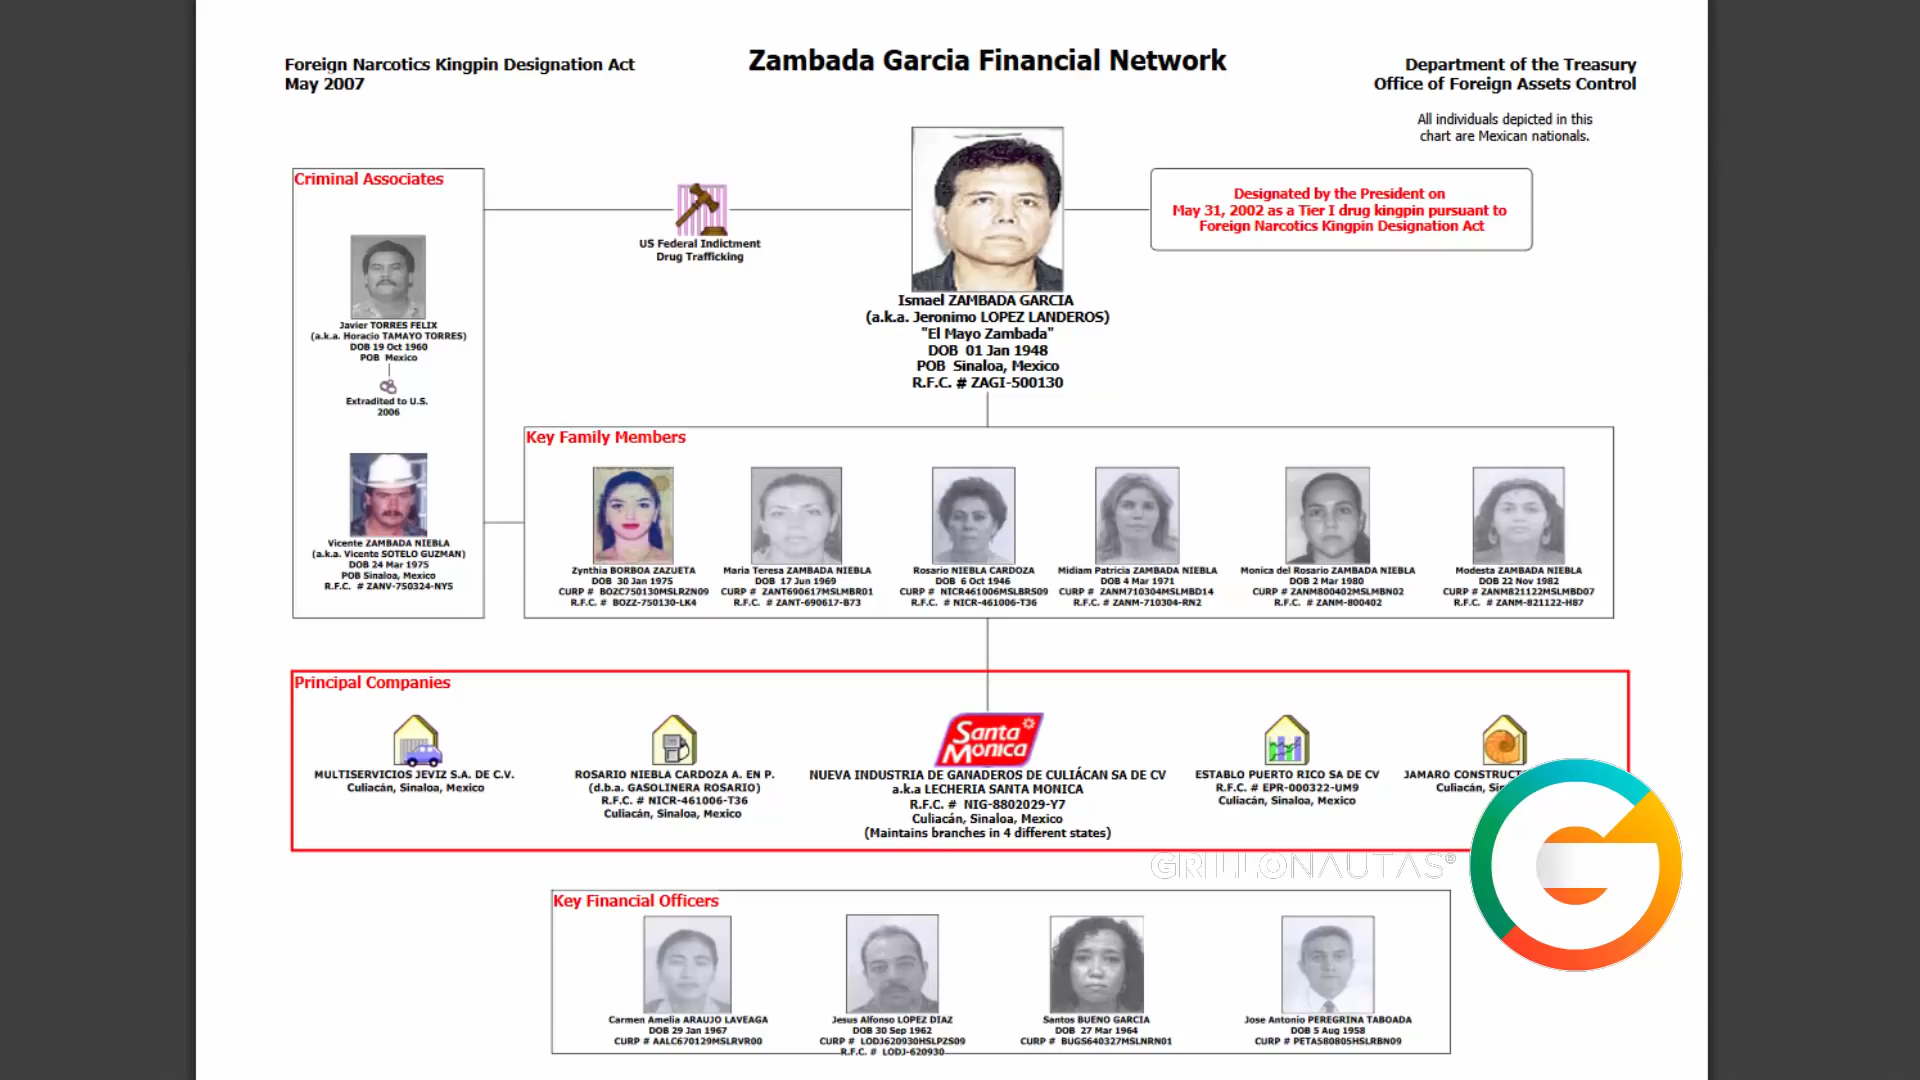 Foreign Narcotics Kingpin Designation Act
May 2007
Zambada Garcia Financial Network
Department of the Treasury
Office of Foreign Assets Control
All individuals depicted in this
chart are Mexican nationals.
Criminal Associates
Javier TORRES FELIX
(a.k.a. Horacio TAMAYO TORRES)
DOB 19 Oct 1960
POB Mexico
Extradited to U.S.
2006
Vicente ZAMBADA NIEBLA
(a.k.a. Vicente SOTELO GUZMAN)
DOB 24 Mar 1975
POB Sinaloa, Mexico
R.F.C. # ZANV-750324-NY5
US Federal Indictment
Drug Trafficking
Ismael ZAMBADA GARCIA
(a.k.a. Jeronimo LOPEZ LANDEROS)
"El Mayo Zambada"
DOB 01 Jan 1948
POB Sinaloa, Mexico
R.F.C. # ZAGI-500130
Designated by the President on
May 31, 2002 as a Tier I drug kingpin pursuant to
Foreign Narcotics Kingpin Designation Act
Key Family Members
Zynthia BORBOA ZAZUETA
DOB 30 Jan 1975
CURP # BOZC750130MSLRZN09
R.F.C. # BOZZ-750130-LK4
Maria Teresa ZAMBADA NIEBLA
DOB 17 Jun 1969
CURP # ZANT690617MSLMBR01
R.F.C. # ZANT-690617-B73
Rosario NIEBLA CARDOZA
DOB 6 Oct 1946
CURP # NICR461006MSLBRS09
R.F.C. # NICR-461006-T36
Midiam Patricia ZAMBADA NIEBLA
DOB 4 Mar 1971
CURP # ZANM710304MSLMBD14
R.F.C. # ZANM-710304-RN2
Monica del Rosario ZAMBADA NIEBLA
DOB 2 Mar 1980
CURP # ZANM800402MSLMBN02
R.F.C. # ZANM-800402
Modesta ZAMBADA NIEBLA
DOB 22 Nov 1982
CURP # ZANM821122MSLMBD07
R.F.C. # ZANM-821122-H87
Principal Companies
MULTISERVICIOS JEVIZ S.A. DE C.V.
Culiacán, Sinaloa, Mexico
ROSARIO NIEBLA CARDOZA A. EN P.
(d.b.a. GASOLINERA ROSARIO)
R.F.C. # NICR-461006-T36
Culiacán, Sinaloa, Mexico
Santa
Monica
NUEVA INDUSTRIA DE GANADEROS DE CULIÁCAN SA DE CV
a.k.a LECHERIA SANTA MONICA
R.F.C. # NIG-8802029-Y7
Culiacán, Sinaloa, Mexico
(Maintains branches in 4 different states)
ESTABLO PUERTO RICO SA DE CV
R.F.C. # EPR-000322-UM9
Culiacán, Sinaloa, Mexico
JAMARO
Culiacán,
GRILLONAUTAS®
Key Financial Officers
Carmen Amelia ARAUJO LAVEAGA
DOB 29 Jan 1967
CURP # AALC670129MSLRVR00
Jesus Alfonso LOPEZ DIAZ
DOB 30 Sep 1962
CURP # LODJ620930HSLPZS09
R.F.C. # LODJ-620930
Santos BUENO GARCIA
DOB 27 Mar 1964
CURP # BUGS640327MSLNRN01
Jose Antonio PEREGRINA TABOADA
DOB 5 Aug 1958
CURP # PETA580805HSLRBN09